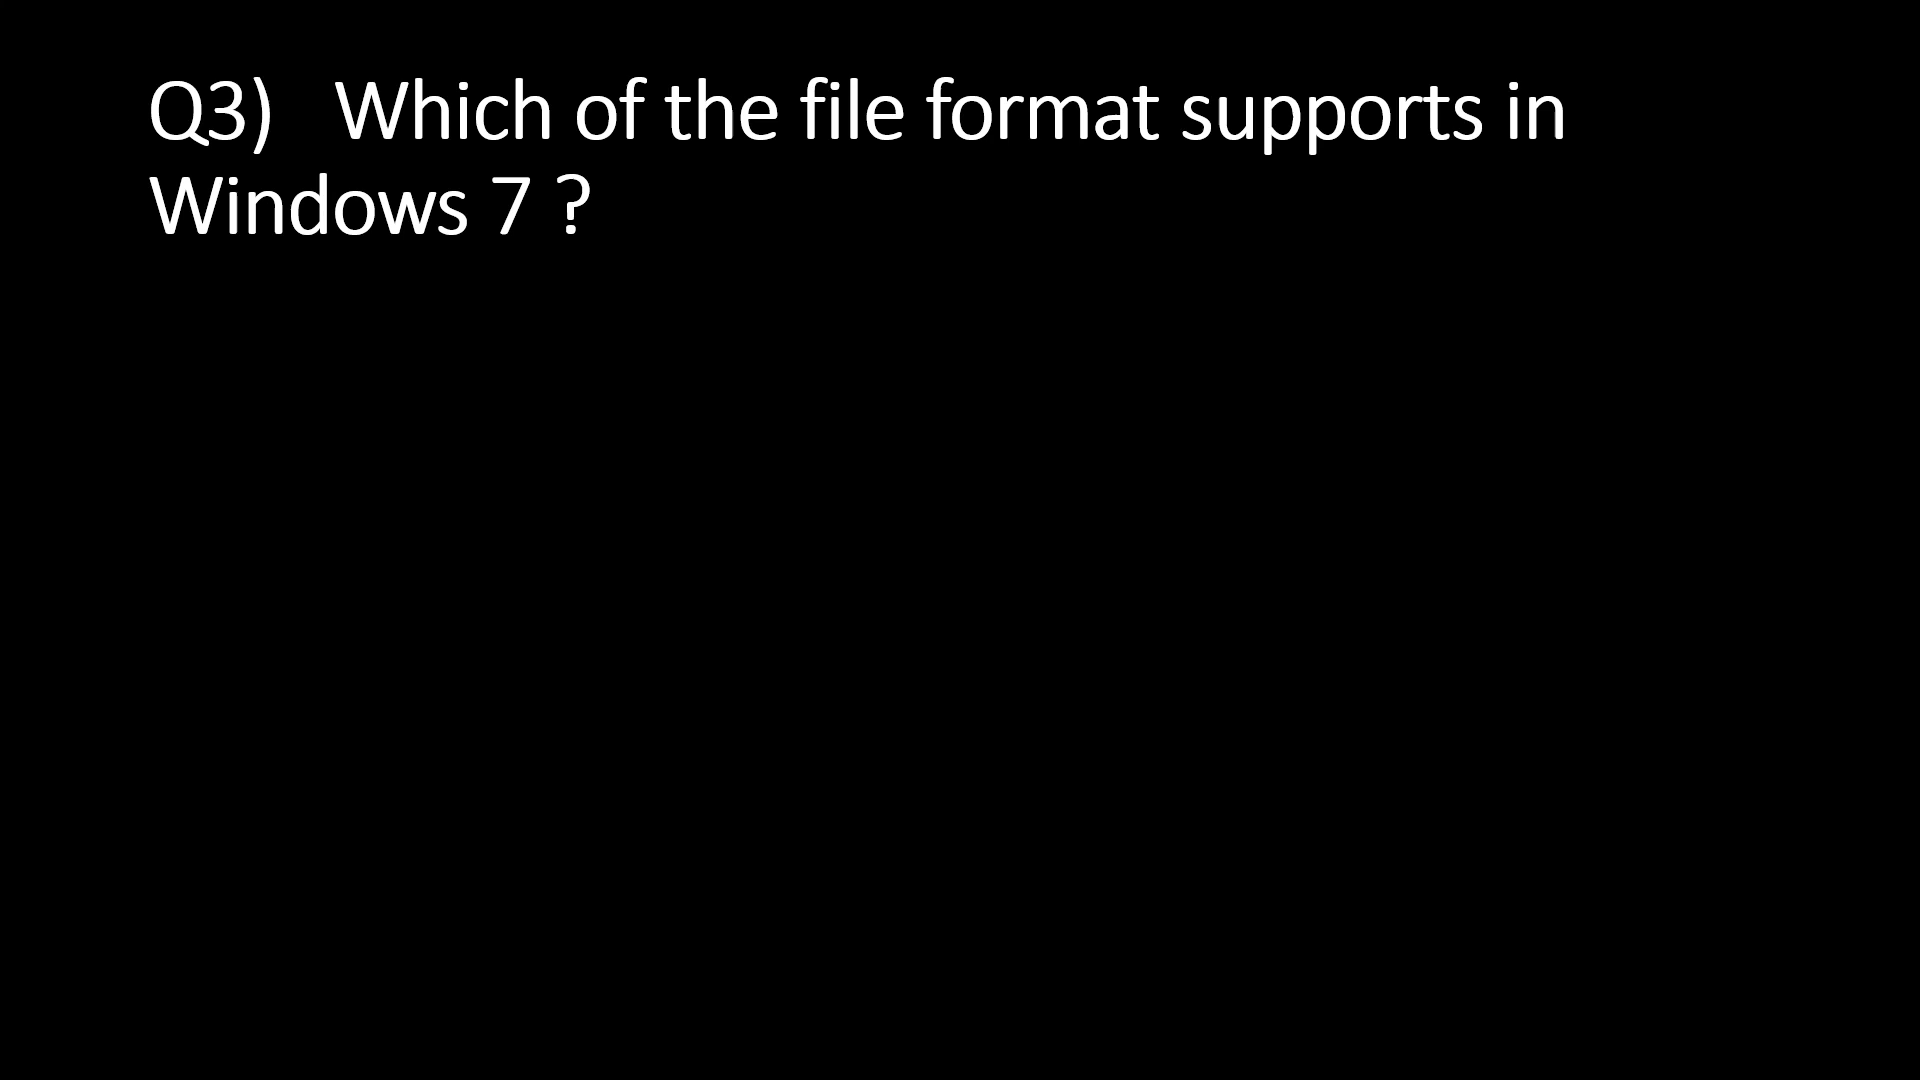 Q3)   Which of the file format supports in
Windows 7 ?